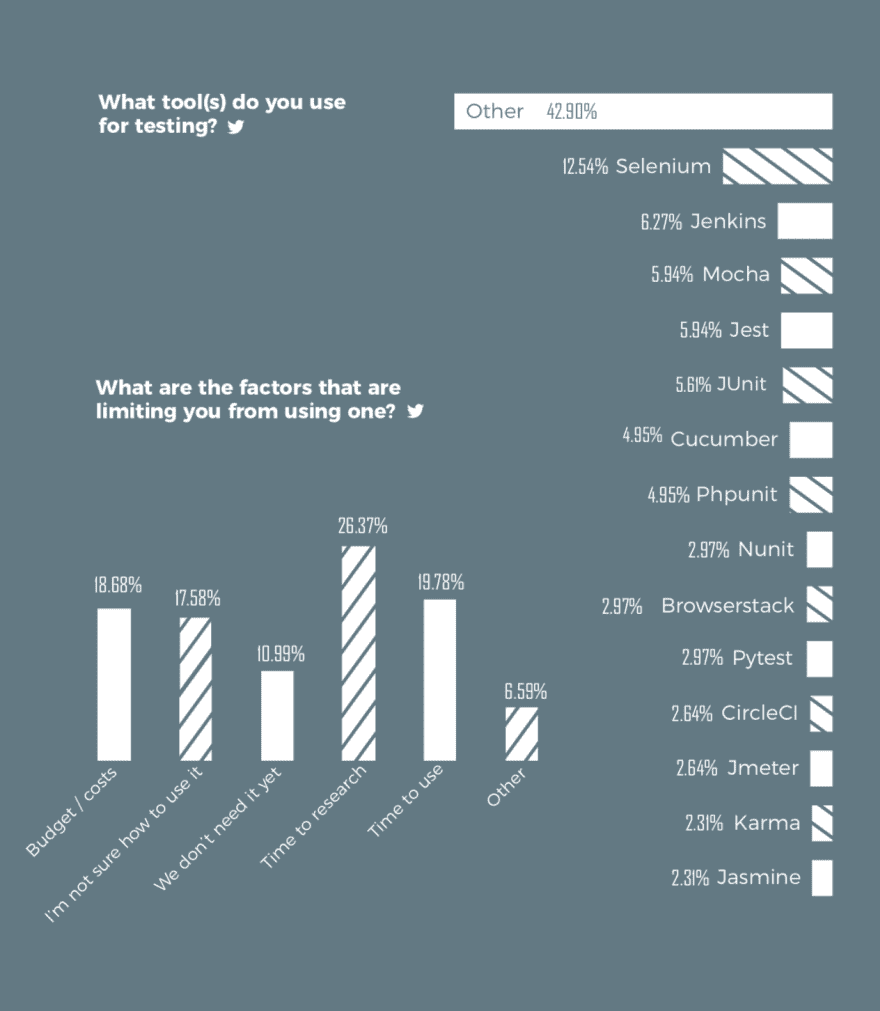 What tool(s) do you use
for testing?
Other 42.90%
12.54% Selenium
6.27% Jenkins
5.94% Mocha
5.94% Jest
5.61% JUnit
4.95% Cucumber
4.95% Phpunit
2.97% Nunit
2.97% Browserstack
2.97% Pytest
2.64% CircleCI
2.64% Jmeter
2.31% Karma
2.31% Jasmine
What are the factors that are
limiting you from using one?
18.68%
17.58%
10.99%
26.37%
19.78%
6.59%
Budget / costs
I'm not sure how to use it
We don't need it yet
Time to research
Time to use
Other